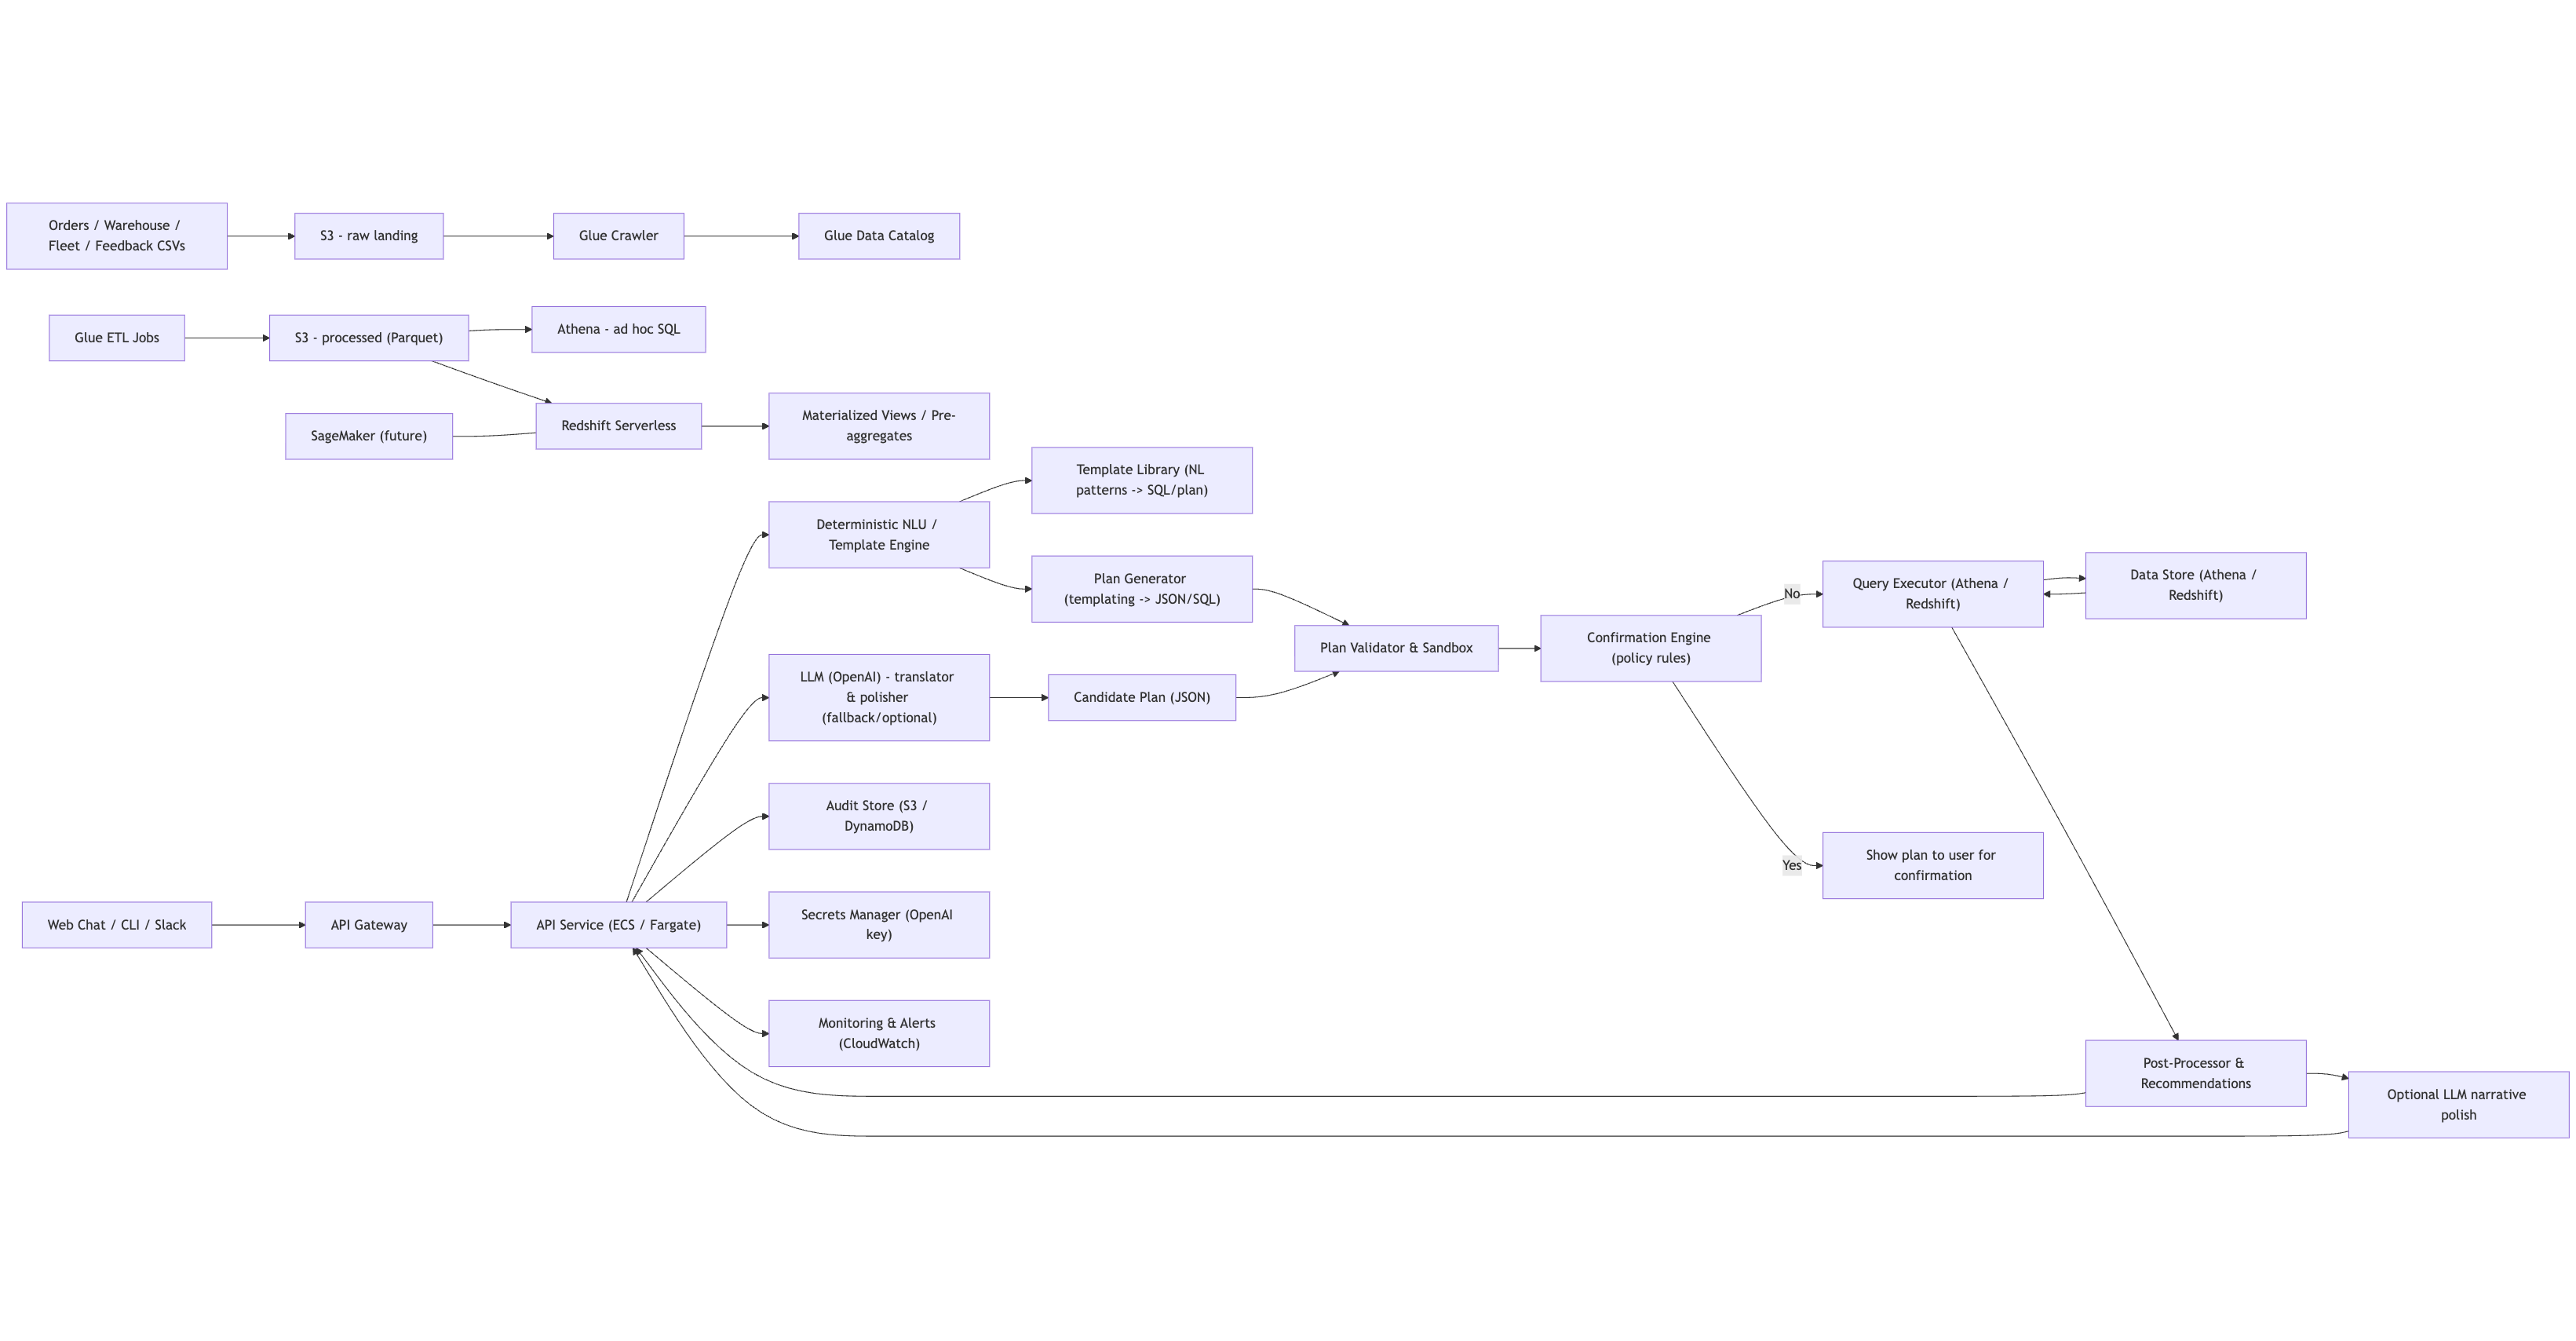 Orders / Warehouse /
Fleet / Feedback CSVs
S3 - raw landing
Glue Crawler
Glue Data Catalog
Glue ETL Jobs
S3 - processed (Parquet)
Athena - ad hoc SQL
SageMaker (future)
Redshift Serverless
Materialized Views / Pre-
aggregates
Template Library (NL
patterns -> SQL/plan)
Deterministic NLU /
Template Engine
Plan Generator
(templating -> JSON/SQL)
Plan Validator & Sandbox
Confirmation Engine
(policy rules)
No
Query Executor (Athena /
Redshift)
Data Store (Athena /
Redshift)
LLM (OpenAI) - translator
& polisher
(fallback/optional)
Candidate Plan (JSON)
Audit Store (S3 /
DynamoDB)
Yes
Show plan to user for
confirmation
Web Chat / CLI / Slack
API Gateway
API Service (ECS / Fargate)
Secrets Manager (OpenAI
key)
Monitoring & Alerts
(CloudWatch)
Post-Processor &
Recommendations
Optional LLM narrative
polish